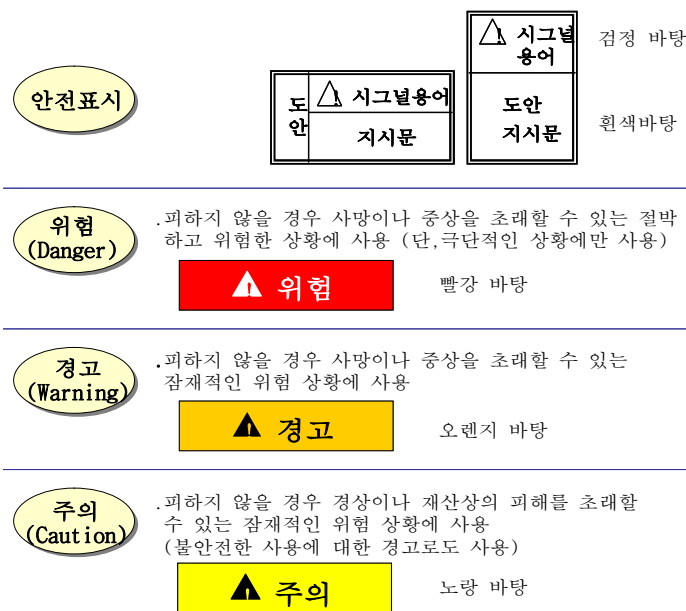 안전표시
도
안
시그널용어
지시문
시그널
용어
도안
지시문
검정 바탕
흰색바탕
위험
(Danger)
.피하지 않을 경우 사망이나 중상을 초래할 수 있는 절박
하고 위험한 상황에 사용 (단,극단적인 상황에만 사용)
위험
빨강 바탕
경고
(Warning)
.피하지 않을 경우 사망이나 중상을 초래할 수 있는
잠재적인 위험 상황에 사용
경고
오렌지 바탕
주의
(Caution)
.피하지 않을 경우 경상이나 재산상의 피해를 초래할
수 있는 잠재적인 위험 상황에 사용
(불안전한 사용에 대한 경고로도 사용)
주의
노랑 바탕